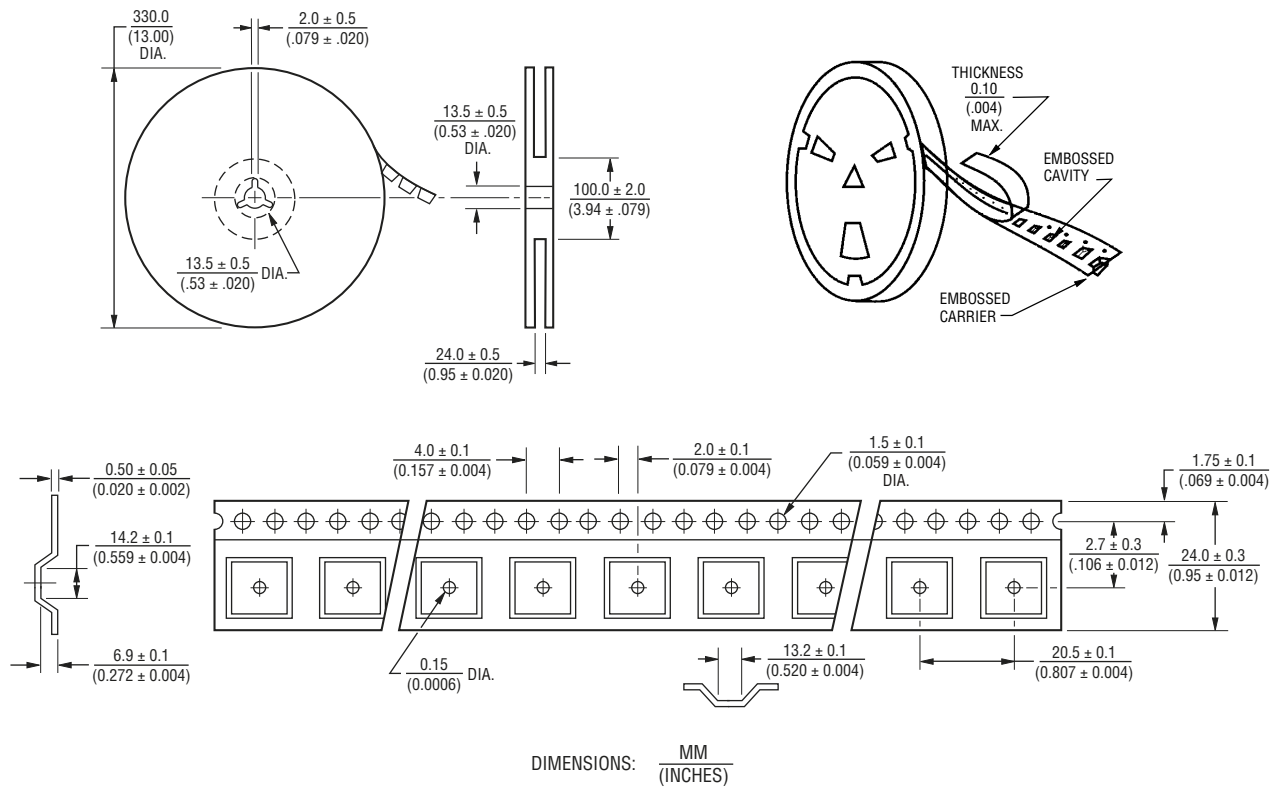 330.0
(13.00)
DIA.
2.0 ± 0.5
(.079 ± .020)
13.5 ± 0.5
(0.53 ± .020)
DIA.
100.0 ± 2.0
(3.94 ± .079)
13.5 ± 0.5
(.53 ± .020)
DIA.
24.0 ± 0.5
(0.95 ± 0.020)
THICKNESS
0.10
(.004)
MAX.
EMBOSSED
CAVITY
EMBOSSED
CARRIER
0.50 ± 0.05
(0.020 ± 0.002)
14.2 ± 0.1
(0.559 ± 0.004)
6.9 ± 0.1
(0.272 ± 0.004)
4.0 ± 0.1
(0.157 ± 0.004)
2.0 ± 0.1
(0.079 ± 0.004)
1.5 ± 0.1
(0.059 ± 0.004)
DIA.
1.75 ± 0.1
(.069 ± 0.004)
2.7 ± 0.3
(.106 ± 0.012)
24.0 ± 0.3
(0.95 ± 0.012)
0.15
(0.0006)
DIA.
13.2 ± 0.1
(0.520 ± 0.004)
20.5 ± 0.1
(0.807 ± 0.004)
DIMENSIONS: MM
(INCHES)